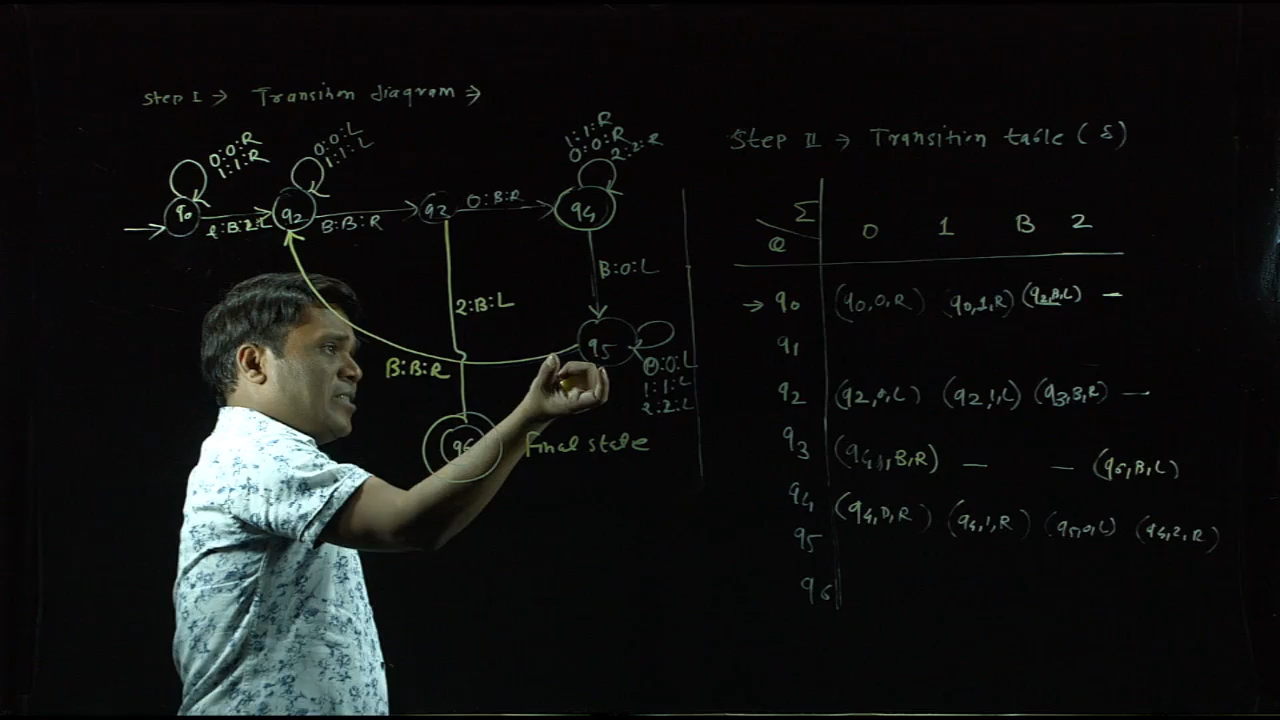 Step I → Transition diagram →
0:0:R
1:1:R
0:0:L
1:1:L
1:1:R
0:0:R
2:2:R
q0
q2
B:B:R
q3
0:B:R
q4
B:0:L
2:B:L
q5
0:0:L
1:1:L
2:2:L
B:B:R
q6
final state
Step II → Transition table (δ)
Σ
Q
0 1 B 2
→ q0 (q0,0,R) (q0,1,R) (q2,B,L) —
q1
q2 (q2,0,L) (q2,1,L) (q3,B,R) —
q3 (q4,B,R) — — (q6,B,L)
q4 (q4,0,R) (q4,1,R) (q5,0,L) (q4,2,R)
q5
q6